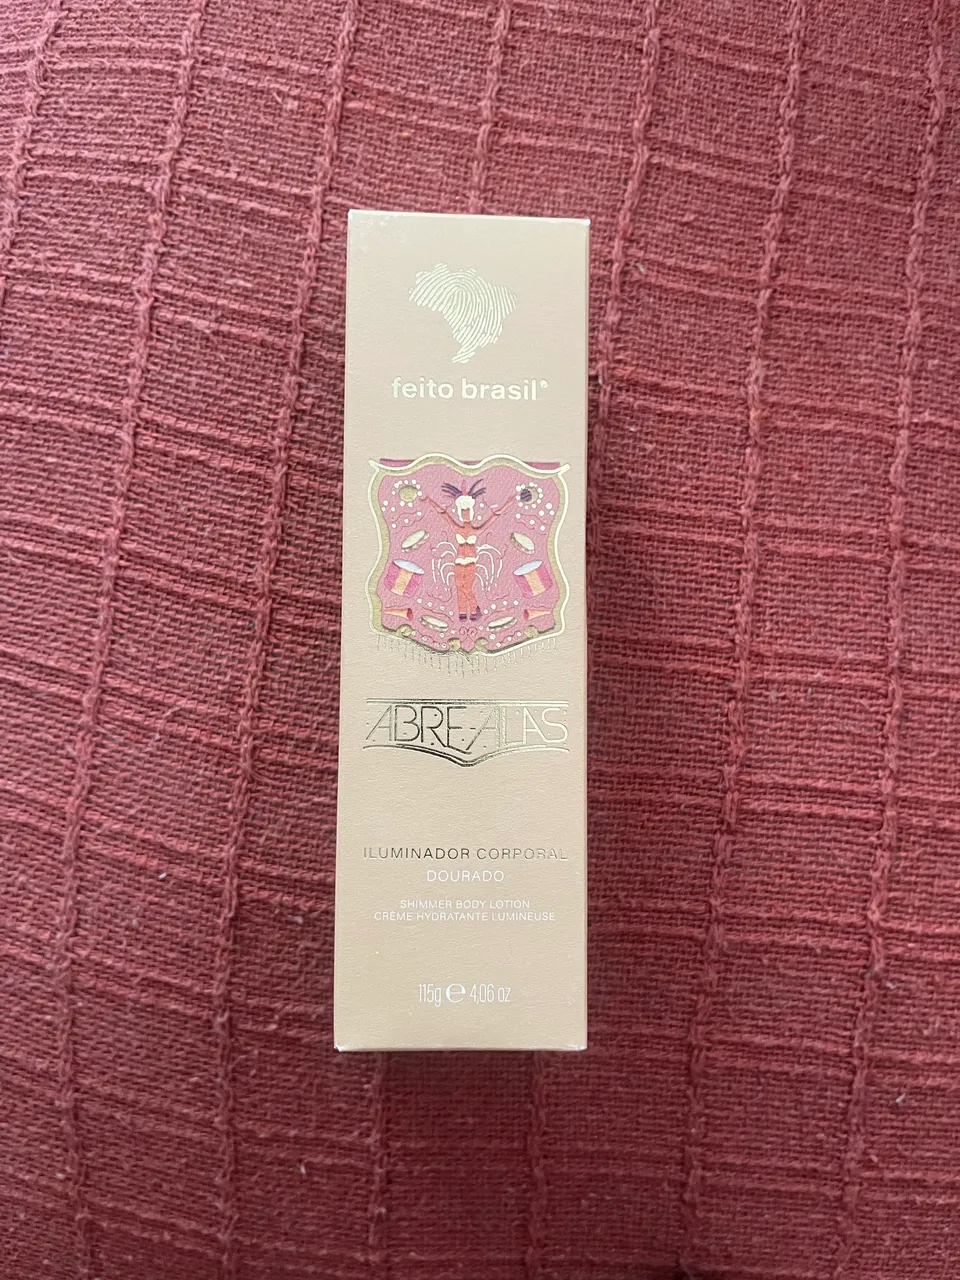 feito brasil®
ABRE-ALAS
ILUMINADOR CORPORAL
DOURADO
SHIMMER BODY LOTION
CRÈME HYDRATANTE LUMINEUSE
115g ℮ 4,06 oz